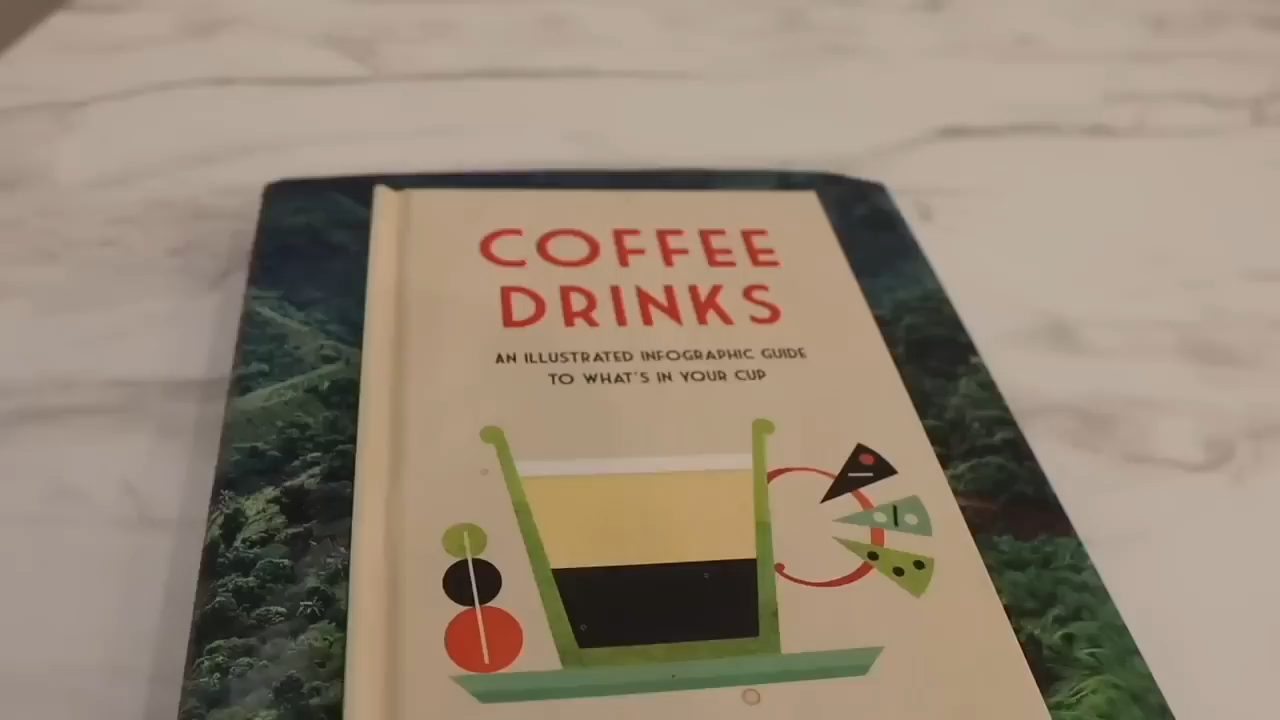 COFFEE
DRINKS
AN ILLUSTRATED INFOGRAPHIC GUIDE
TO WHAT'S IN YOUR CUP